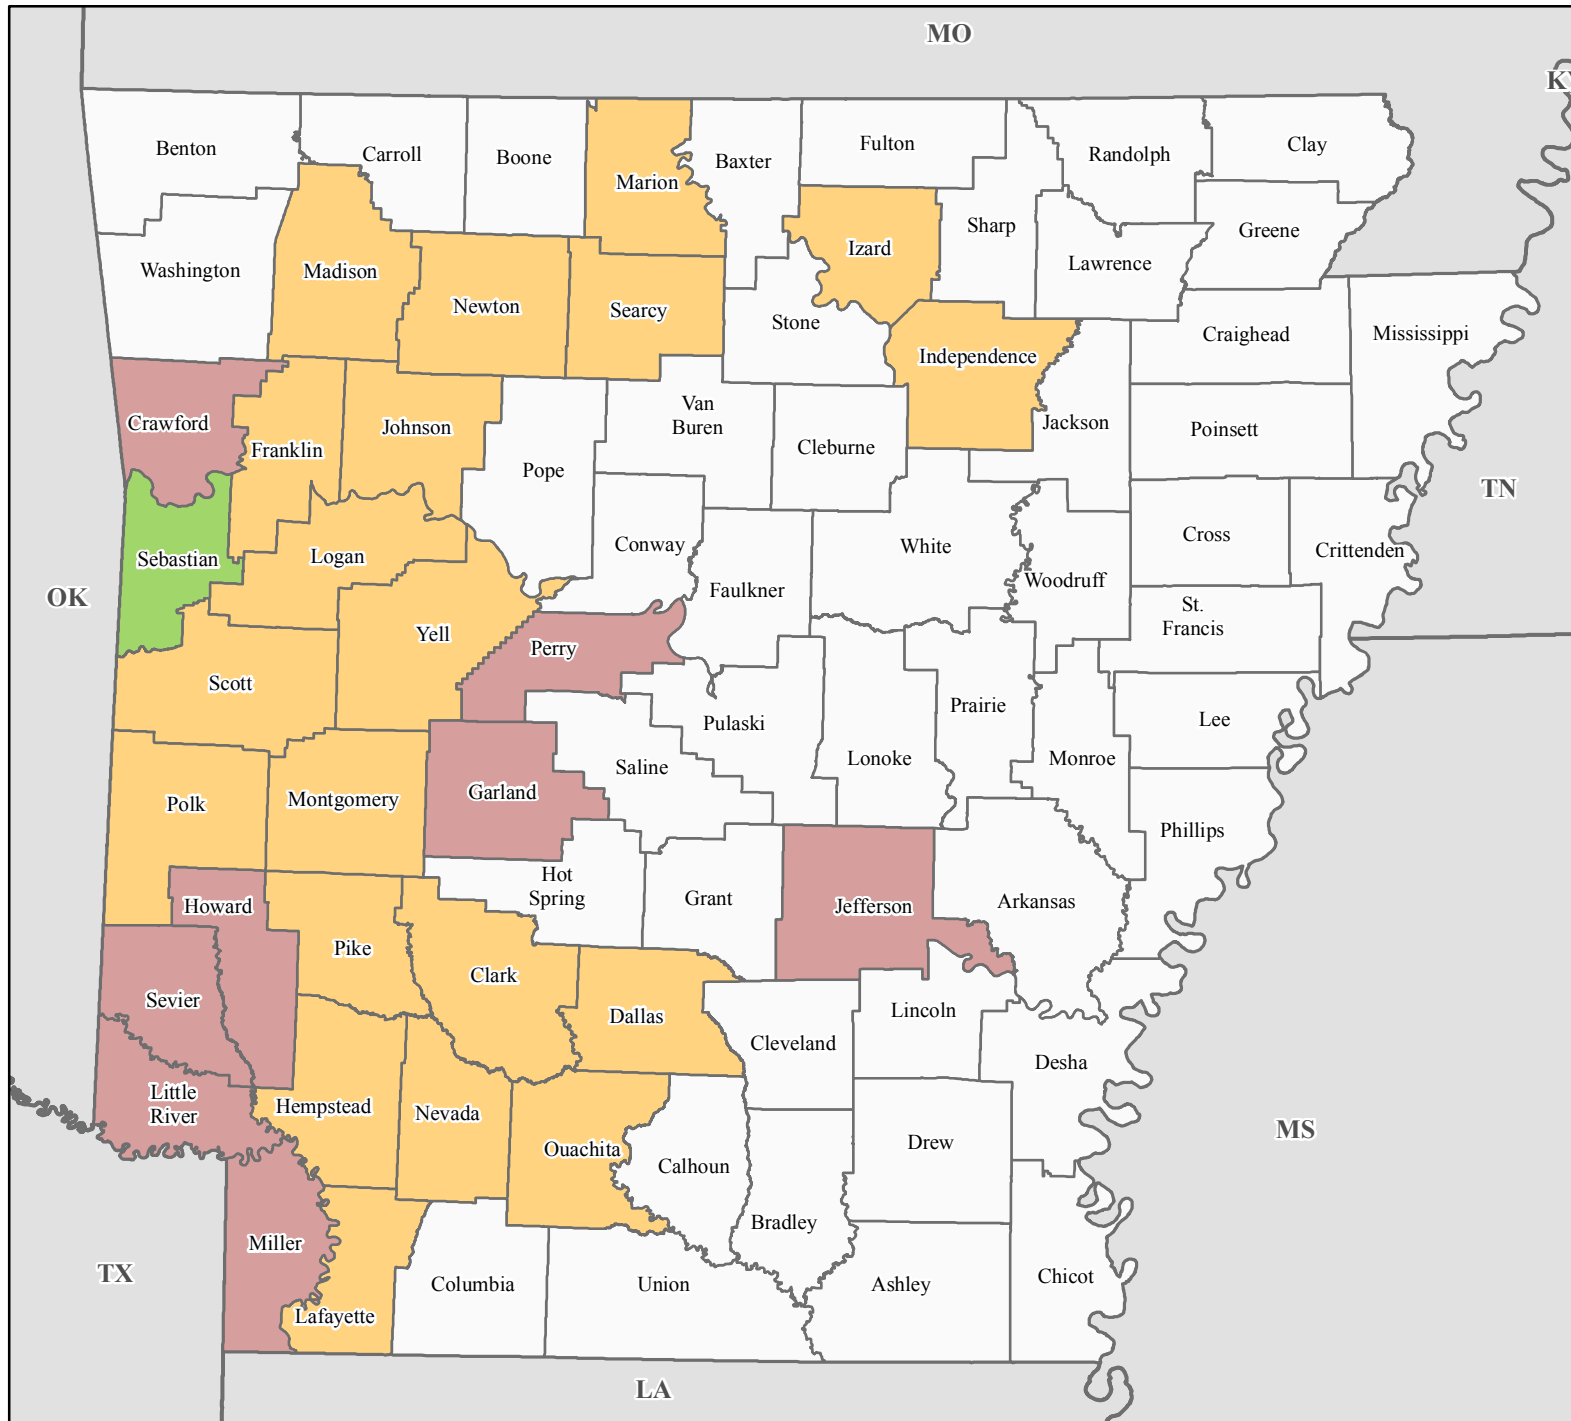 MO
KY
Benton
Carroll
Boone
Marion
Baxter
Fulton
Randolph
Clay
Sharp
Izard
Greene
Lawrence
Washington
Madison
Newton
Searcy
Stone
Independence
Craighead
Mississippi
Crawford
Franklin
Johnson
Pope
Van
Buren
Cleburne
Jackson
Poinsett
TN
Sebastian
Logan
Conway
Faulkner
White
Woodruff
Cross
Crittenden
OK
Yell
Perry
St.
Francis
Scott
Pulaski
Prairie
Lee
Saline
Lonoke
Monroe
Polk
Montgomery
Garland
Phillips
Howard
Hot
Spring
Grant
Jefferson
Arkansas
Pike
Clark
Sevier
Dallas
Lincoln
Cleveland
Desha
Little
River
Hempstead
Nevada
Ouachita
Calhoun
Drew
MS
Bradley
Miller
TX
Lafayette
Columbia
Union
Ashley
Chicot
LA